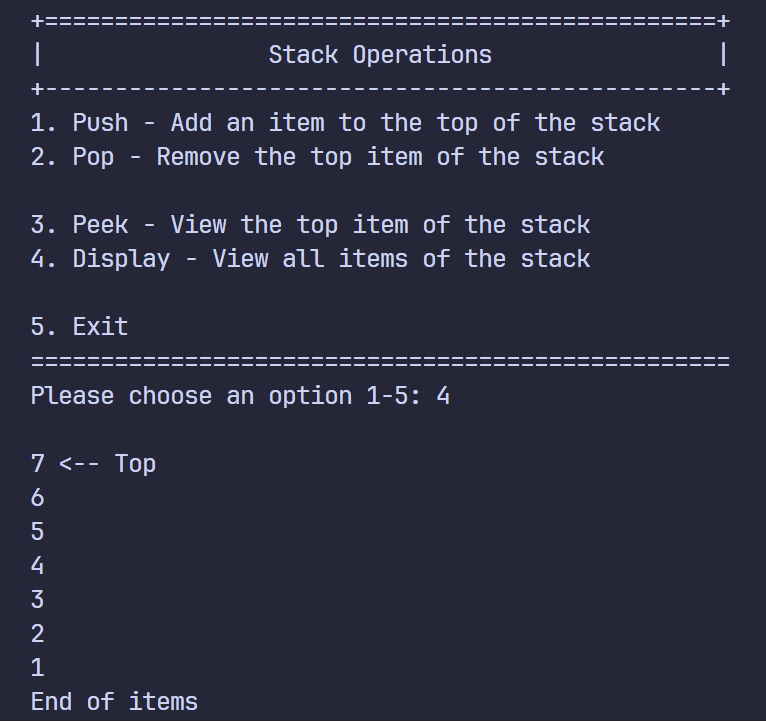 +================================================+
|                Stack Operations                |
+------------------------------------------------+
1. Push - Add an item to the top of the stack
2. Pop - Remove the top item of the stack

3. Peek - View the top item of the stack
4. Display - View all items of the stack

5. Exit
==================================================
Please choose an option 1-5: 4

7 <-- Top
6
5
4
3
2
1
End of items